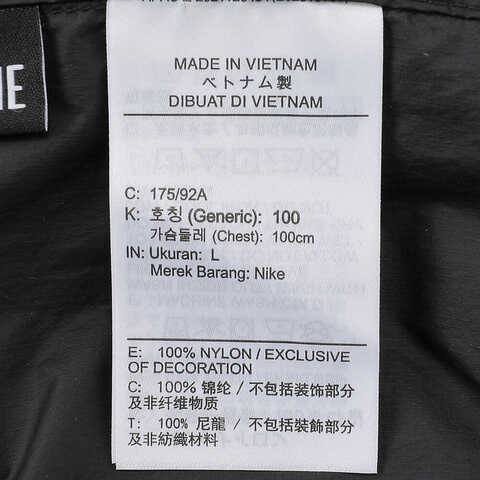 MADE IN VIETNAM
ベトナム製
DIBUAT DI VIETNAM
C: 175/92A
K: 호칭 (Generic): 100
가슴둘레 (Chest): 100cm
IN: Ukuran: L
Merek Barang: Nike
E: 100% NYLON / EXCLUSIVE
OF DECORATION
C: 100% 锦纶 / 不包括装饰部分
及非纤维物质
T: 100% 尼龍 / 不包括裝飾部分
及非紡織材料